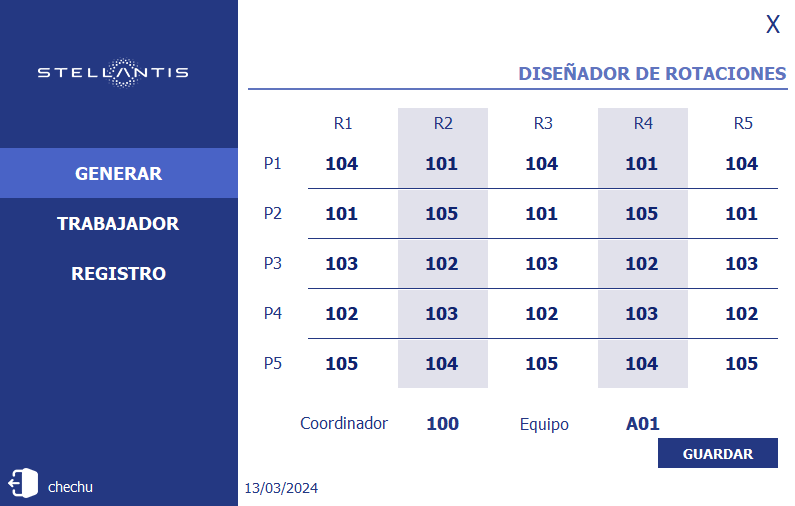 X
STELLANTIS
DISEÑADOR DE ROTACIONES
GENERAR
TRABAJADOR
REGISTRO
R1 R2 R3 R4 R5
P1 104 101 104 101 104
P2 101 105 101 105 101
P3 103 102 103 102 103
P4 102 103 102 103 102
P5 105 104 105 104 105
Coordinador 100 Equipo A01
GUARDAR
chechu
13/03/2024